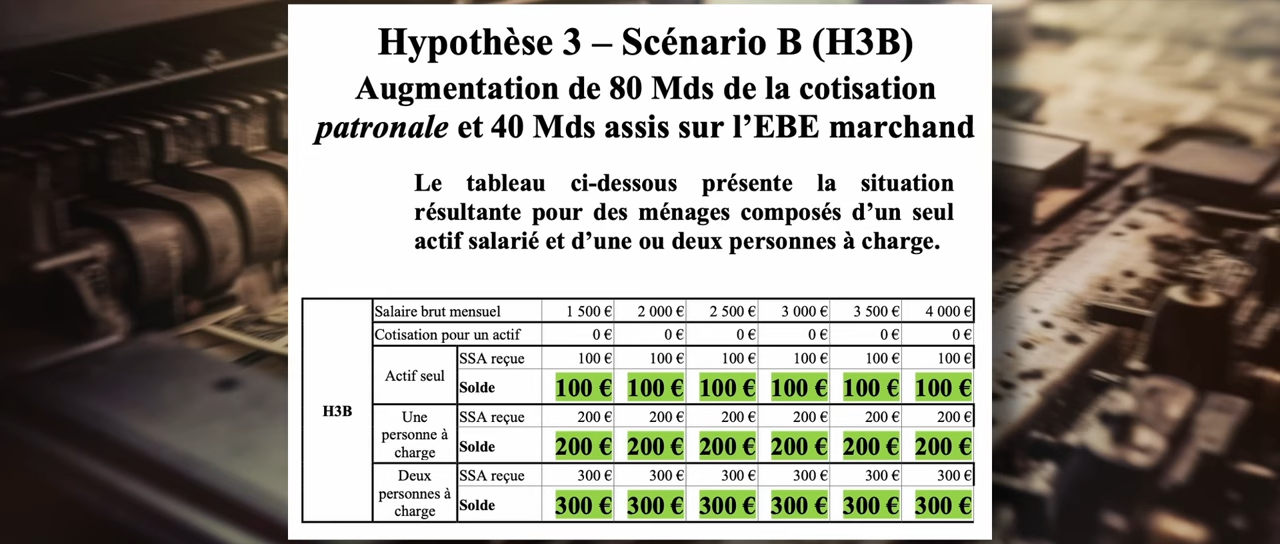 Hypothèse 3 – Scénario B (H3B)
Augmentation de 80 Mds de la cotisation
patronale et 40 Mds assis sur l’EBE marchand
Le tableau ci-dessous présente la situation
résultante pour des ménages composés d’un seul
actif salarié et d’une ou deux personnes à charge.
H3B
Salaire brut mensuel 1 500 € 2 000 € 2 500 € 3 000 € 3 500 € 4 000 €
Cotisation pour un actif 0 € 0 € 0 € 0 € 0 € 0 €
Actif seul
SSA reçue 100 € 100 € 100 € 100 € 100 € 100 €
Solde 100 € 100 € 100 € 100 € 100 € 100 €
Une
personne à
charge
SSA reçue 200 € 200 € 200 € 200 € 200 € 200 €
Solde 200 € 200 € 200 € 200 € 200 € 200 €
Deux
personnes à
charge
SSA reçue 300 € 300 € 300 € 300 € 300 € 300 €
Solde 300 € 300 € 300 € 300 € 300 € 300 €